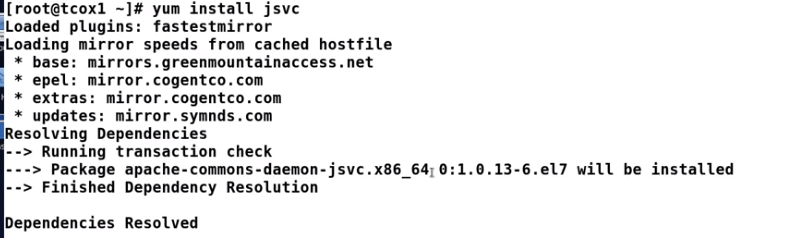 [root@tcox1 ~]# yum install jsvc
Loaded plugins: fastestmirror
Loading mirror speeds from cached hostfile
 * base: mirrors.greenmountainaccess.net
 * epel: mirror.cogentco.com
 * extras: mirror.cogentco.com
 * updates: mirror.symnds.com
Resolving Dependencies
--> Running transaction check
---> Package apache-commons-daemon-jsvc.x86_64 0:1.0.13-6.el7 will be installed
--> Finished Dependency Resolution
Dependencies Resolved